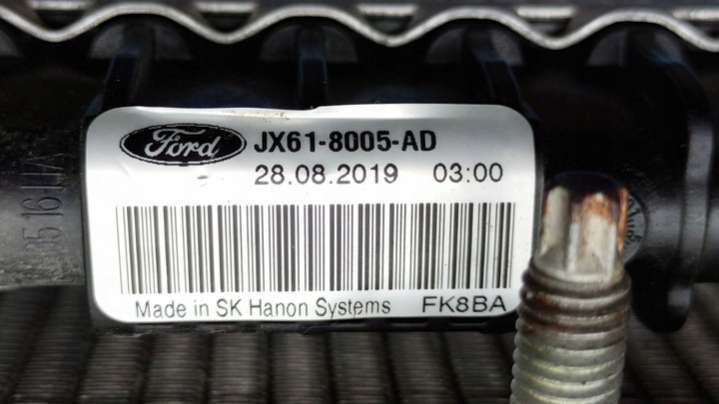 Ford JX61-8005-AD
28.08.2019 03:00
Made in SK Hanon Systems FK8BA